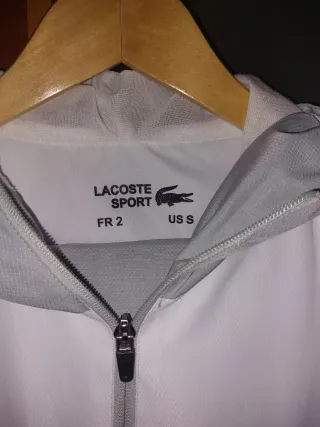 LACOSTE
SPORT
FR 2 US S